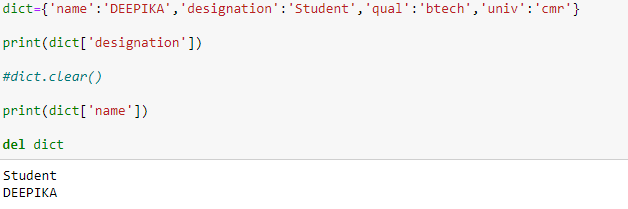 dict={'name':'DEEPIKA','designation':'Student','qual':'btech','univ':'cmr'}
print(dict['designation'])
#dict.clear()
print(dict['name'])
del dict
Student
DEEPIKA